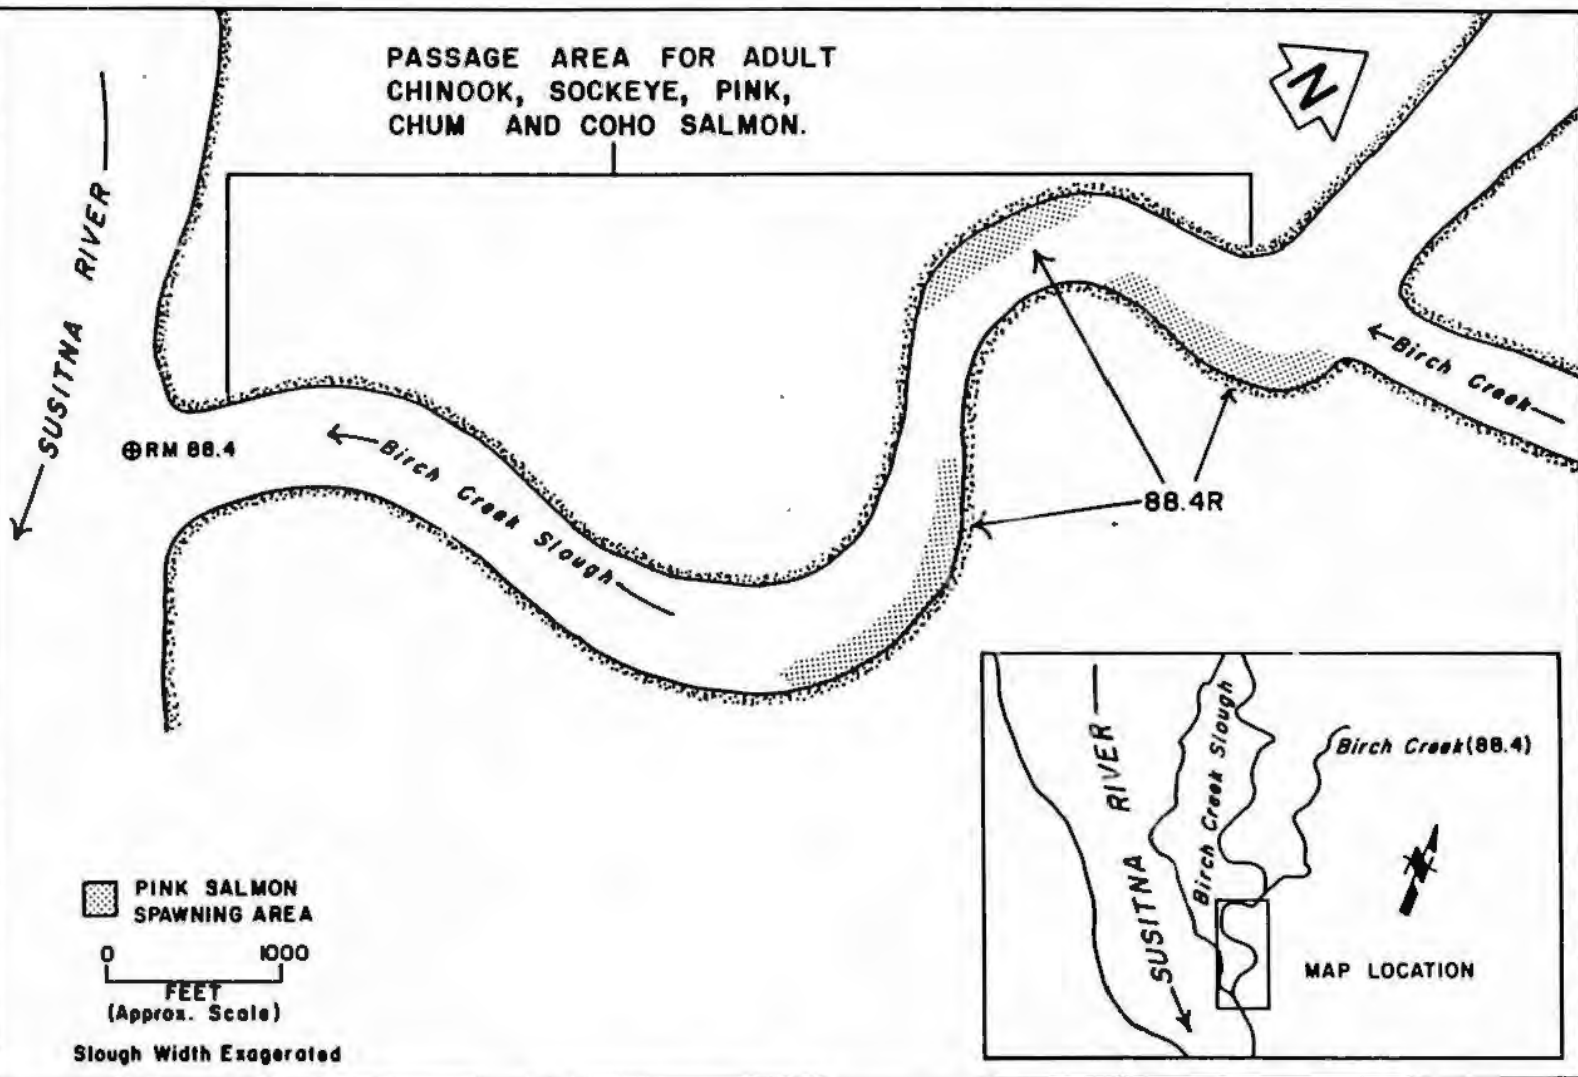 PASSAGE AREA FOR ADULT
CHINOOK, SOCKEYE, PINK,
CHUM AND COHO SALMON.
N
SUSITNA RIVER
RM 88.4
Birch Creek Slough
Birch Creek
88.4R
PINK SALMON
SPAWNING AREA
0 1000
FEET
(Approx. Scale)
Slough Width Exagerated
SUSITNA RIVER
Birch Creek Slough
Birch Creek (88.4)
N
MAP LOCATION